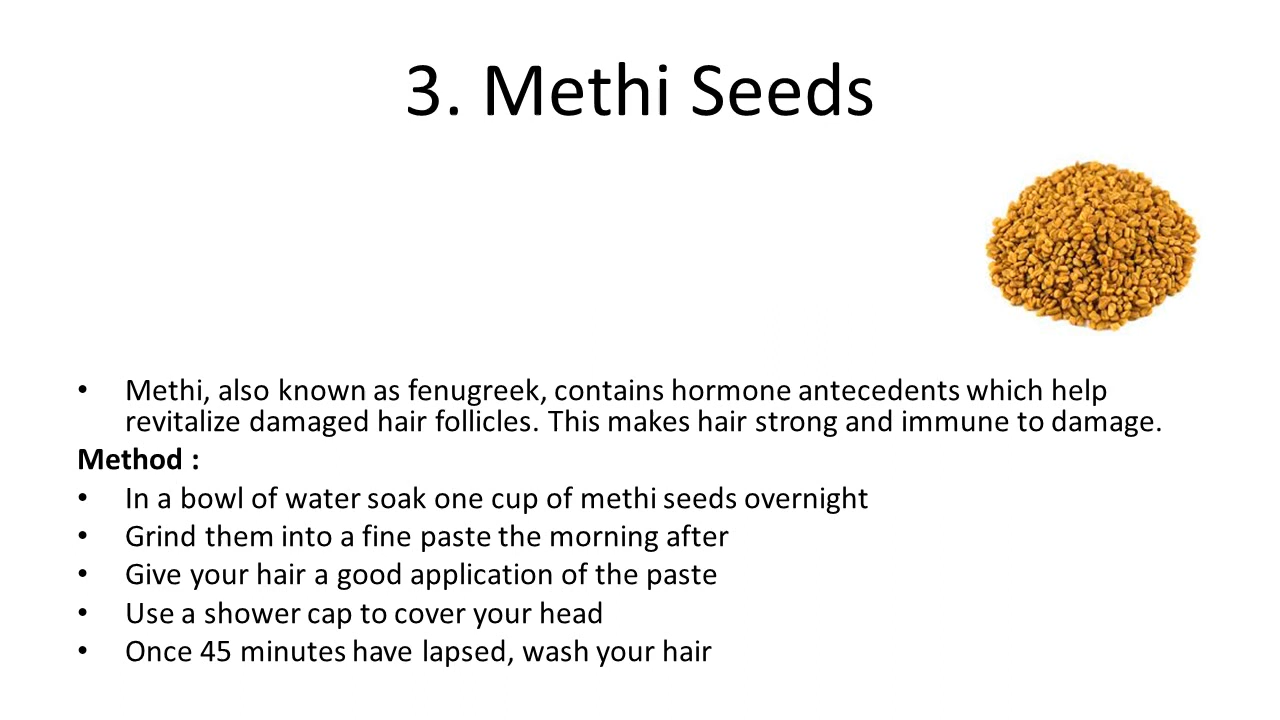 3. Methi Seeds
• Methi, also known as fenugreek, contains hormone antecedents which help
revitalize damaged hair follicles. This makes hair strong and immune to damage.
Method :
• In a bowl of water soak one cup of methi seeds overnight
• Grind them into a fine paste the morning after
• Give your hair a good application of the paste
• Use a shower cap to cover your head
• Once 45 minutes have lapsed, wash your hair